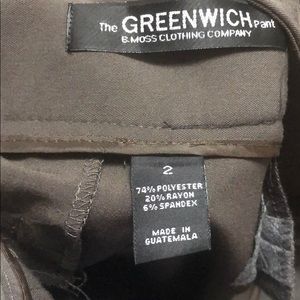 The GREENWICH Pant
B·MOSS CLOTHING COMPANY
2
74% POLYESTER
20% RAYON
6% SPANDEX
MADE IN
GUATEMALA